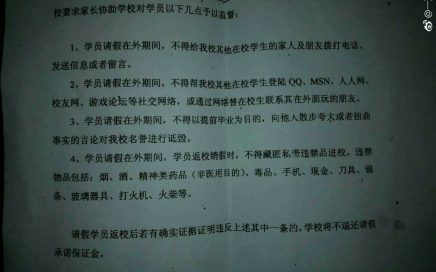 校要求家长协助学校对学员以下几点予以监督:
1、学员请假在外期间,不得给我校其他在校学生的家人及朋友拨打电话、
发送信息或者留言。
2、学员请假在外期间,不得帮我校其他在校学生登陆 QQ、MSN、人人网、
校友网、游戏论坛等社交网络,或通过网络替在校生联系其在外面玩的朋友。
3、学员请假在外期间,不得以提前毕业为目的,向他人散步夸大或者扭曲
事实的言论对我校名誉进行诋毁。
4、学员请假在外期间,学员返校销假时,不得藏匿私带违禁品进校。违禁
物品包括:烟、酒、精神类药品(非医用目的)、毒品、手机、现金、刀具、锯
条、玻璃器具、打火机、火柴等。
请假学员返校后若有确实证据证明违反上述其中一条的,学校将不退还请假
承诺保证金。